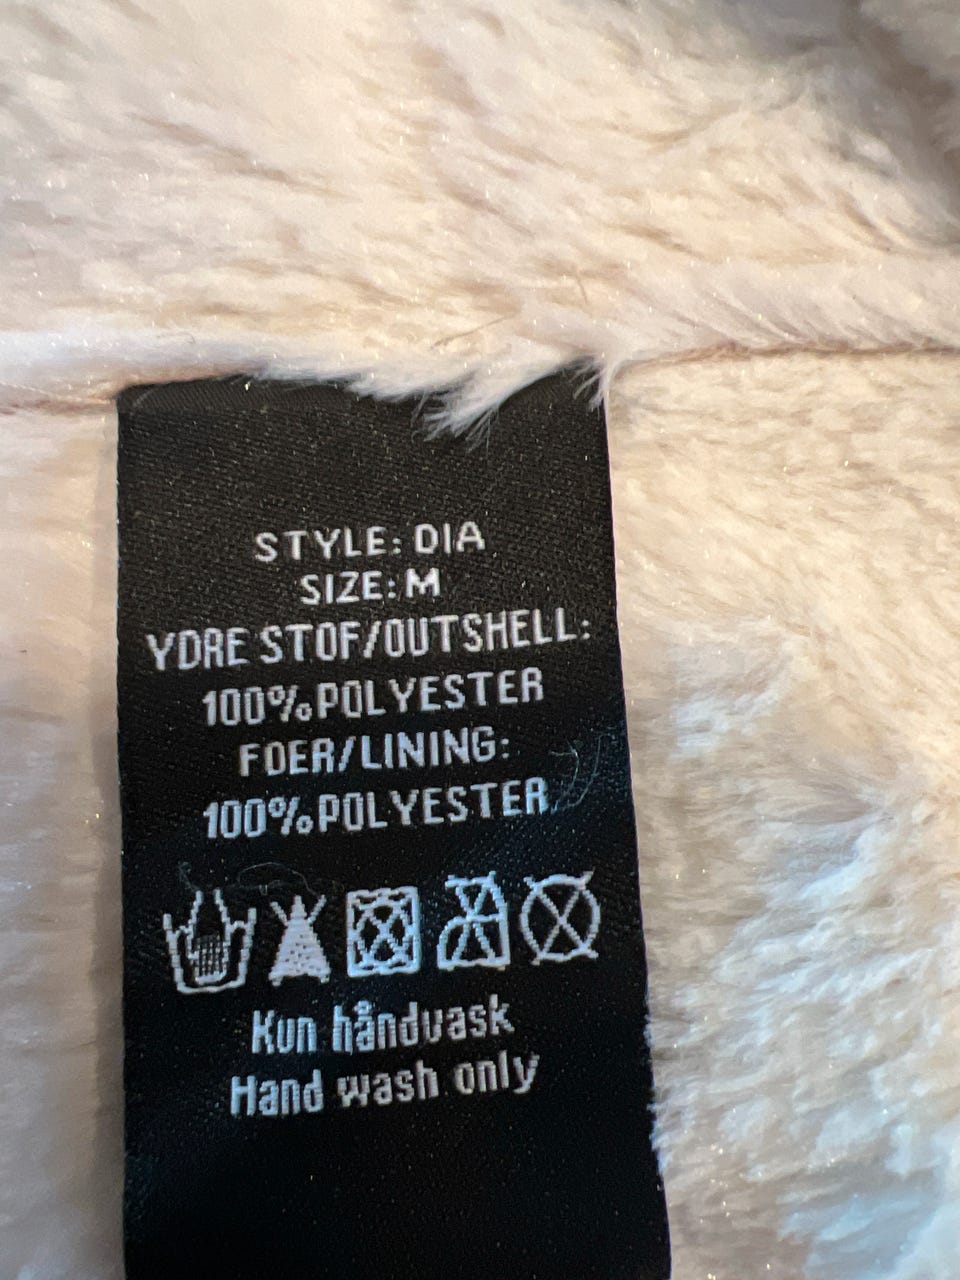 STYLE: DIA
SIZE: M
YDRE STOF/OUTSHELL:
100% POLYESTER
FOER/LINING:
100% POLYESTER
Kun håndvask
Hand wash only